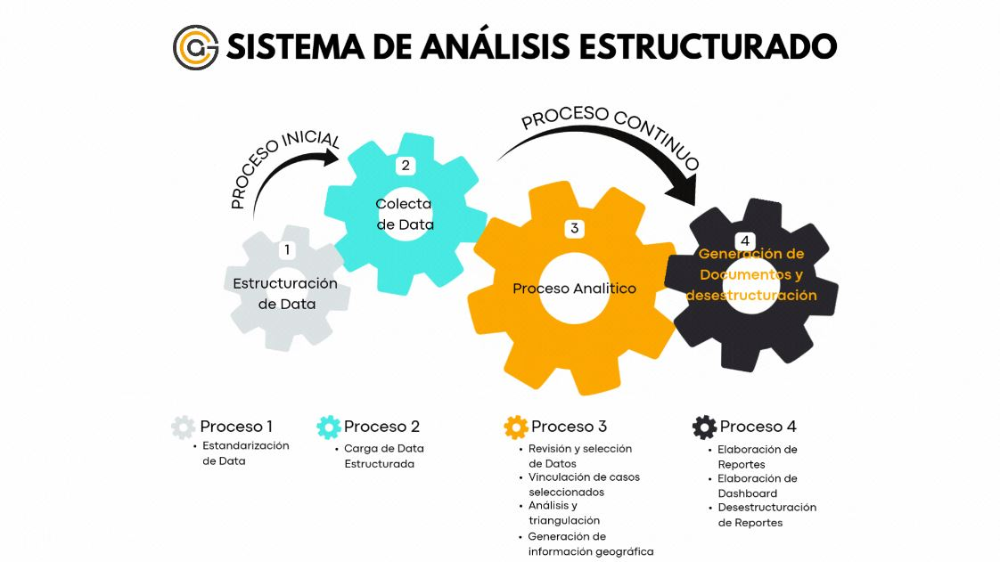 SISTEMA DE ANÁLISIS ESTRUCTURADO
PROCESO INICIAL
PROCESO CONTINUO
1
Estructuración
de Data
2
Colecta
de Data
3
Proceso Analitico
4
Generación de
Documentos y
desestructuración
Proceso 1
• Estandarización
de Data
Proceso 2
• Carga de Data
Estructurada
Proceso 3
• Revisión y selección
de Datos
• Vinculación de casos
seleccionados
• Análisis y
triangulación
• Generación de
información geográfica
Proceso 4
• Elaboración de
Reportes
• Elaboración de
Dashboard
• Desestructuración
de Reportes